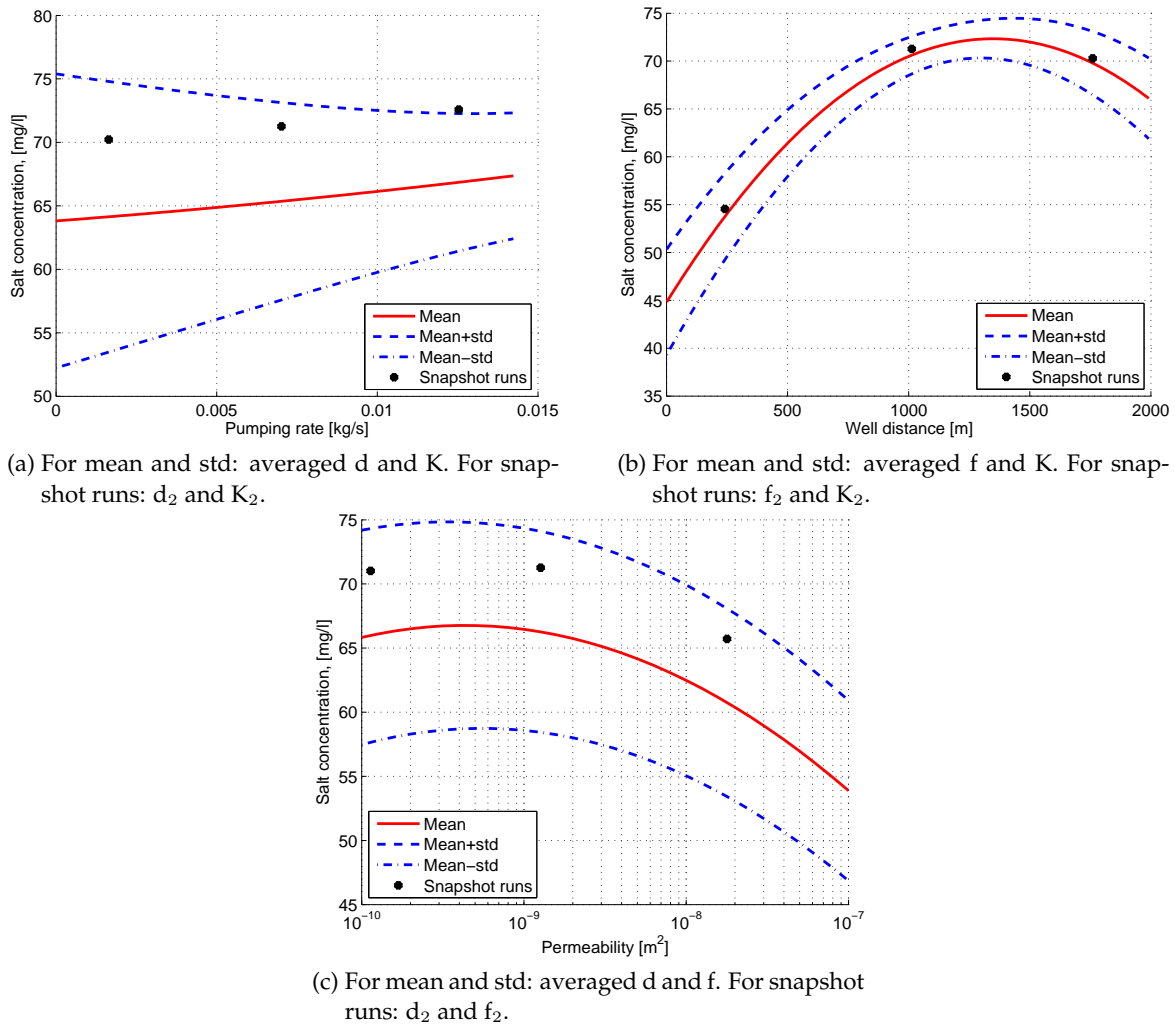 80
75
70
65
60
55
50
Salt concentration, [mg/l]
0
0.005
0.01
0.015
Pumping rate [kg/s]
Mean
Mean+std
Mean−std
Snapshot runs
(a) For mean and std: averaged d and K. For snap-
shot runs: d₂ and K₂.
75
70
65
60
55
50
45
40
35
Salt concentration, [mg/l]
0
500
1000
1500
2000
Well distance [m]
Mean
Mean+std
Mean−std
Snapshot runs
(b) For mean and std: averaged f and K. For snap-
shot runs: f₂ and K₂.
75
70
65
60
55
50
45
Salt concentration, [mg/l]
10⁻¹⁰
10⁻⁹
10⁻⁸
10⁻⁷
Permeability [m²]
Mean
Mean+std
Mean−std
Snapshot runs
(c) For mean and std: averaged d and f. For snapshot
runs: d₂ and f₂.